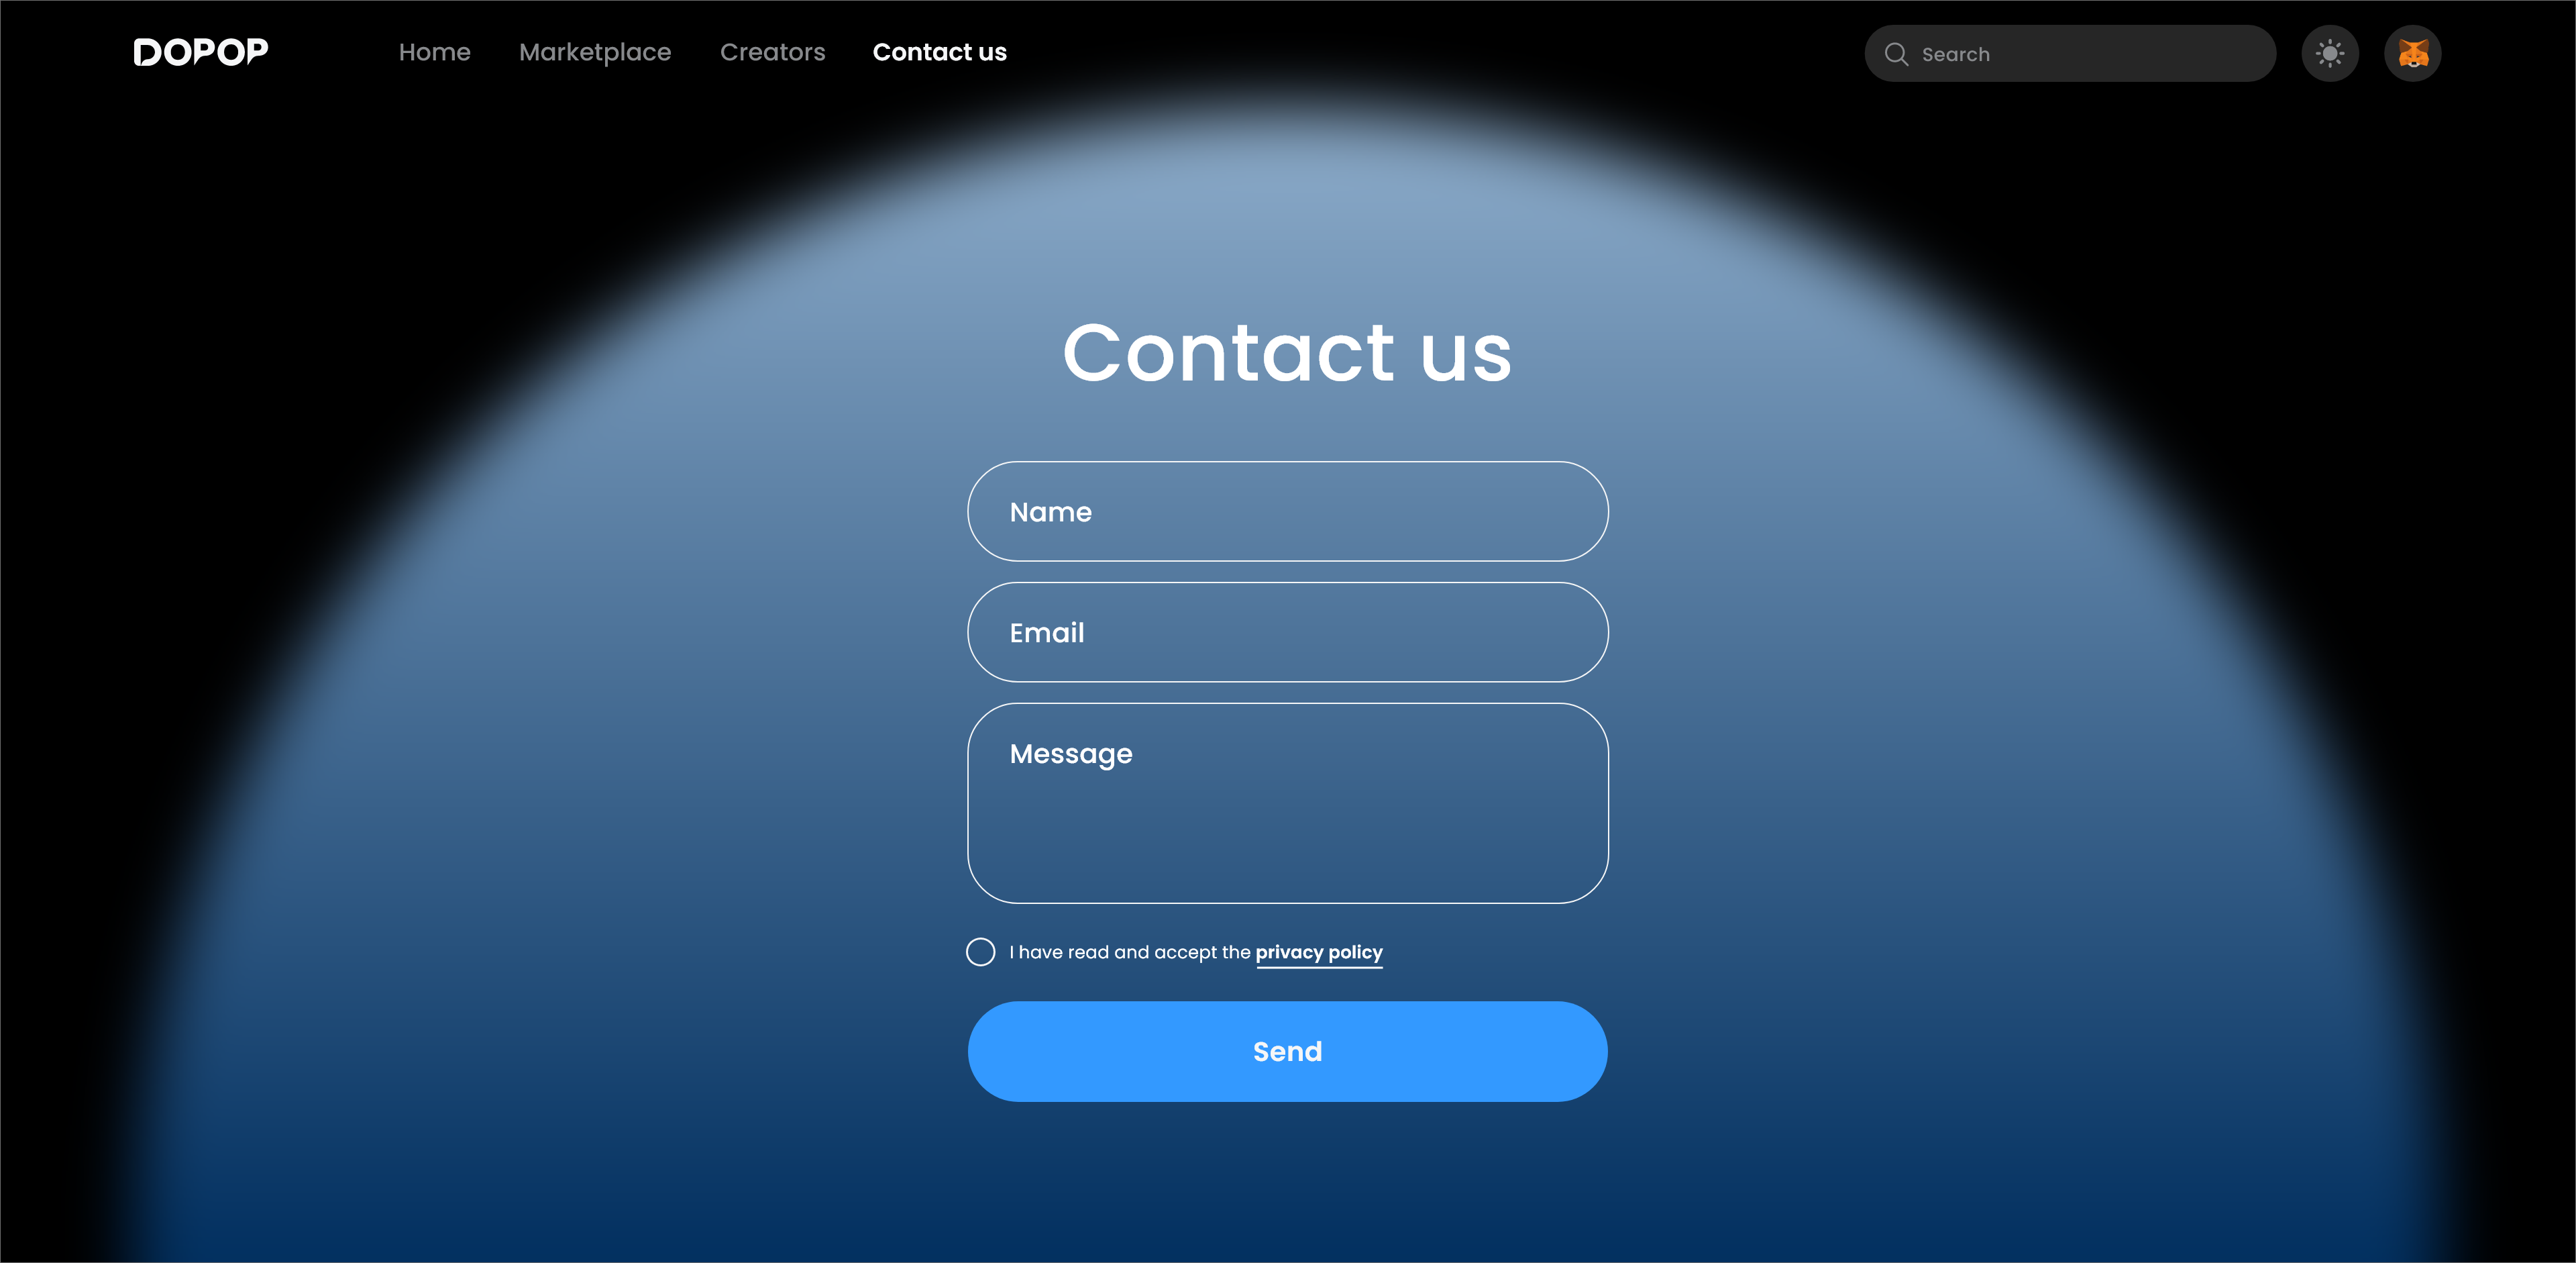 DOPOP Home Marketplace Creators Contact us Search
Contact us
Name
Email
Message
I have read and accept the privacy policy
Send